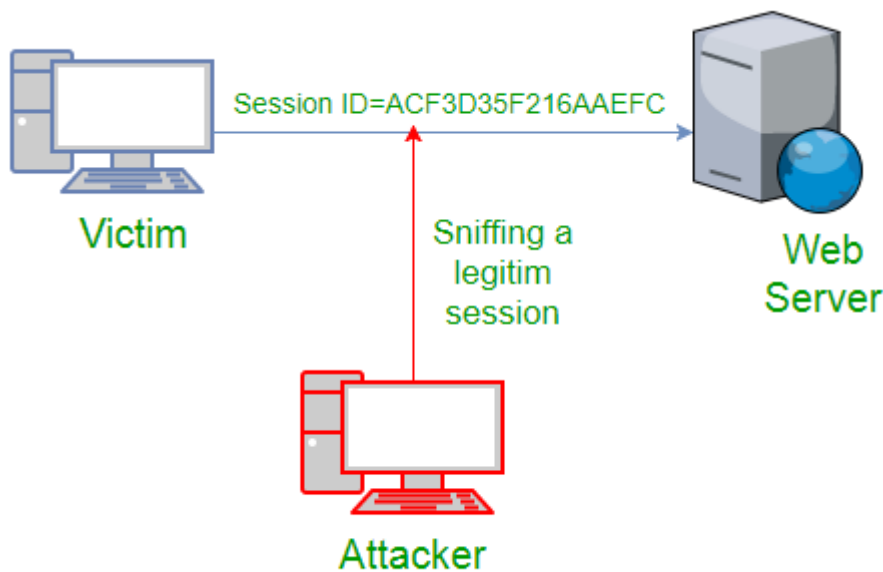 Session ID=ACF3D35F216AAEFC
Victim
Sniffing a
legitim
session
Web
Server
Attacker